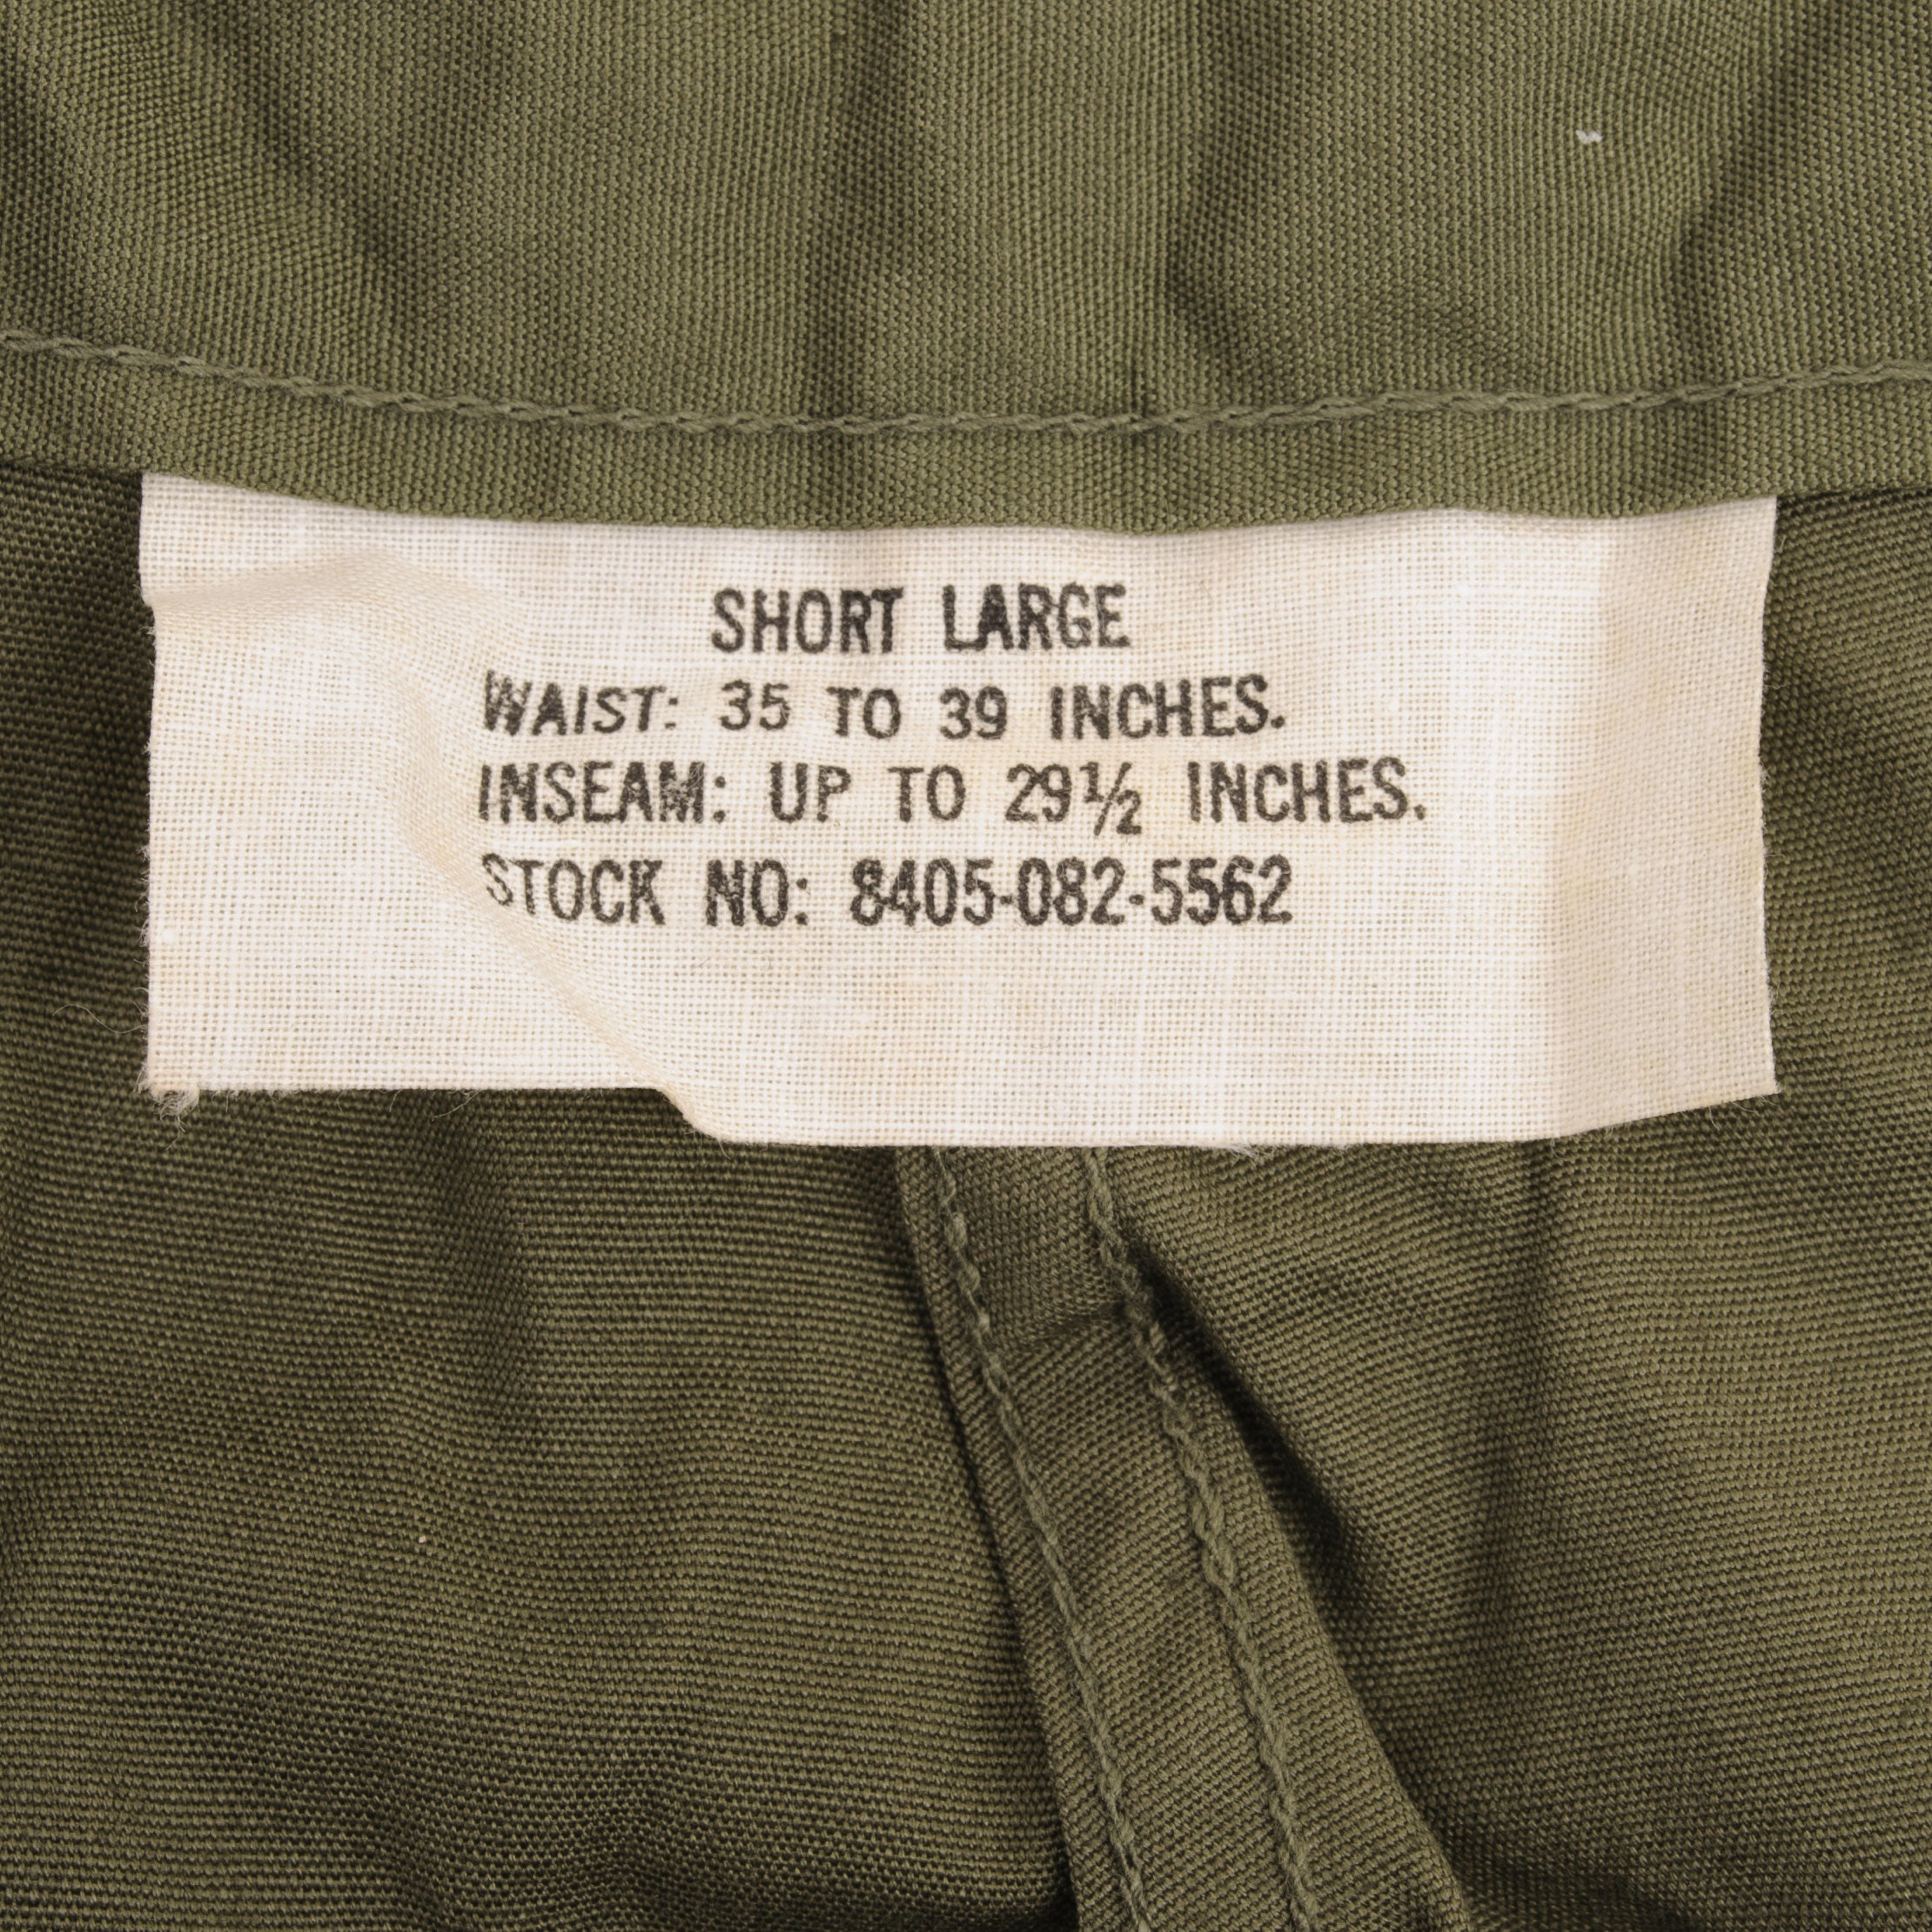 SHORT LARGE
WAIST: 35 TO 39 INCHES.
INSEAM: UP TO 29½ INCHES.
STOCK NO: 8405-082-5562